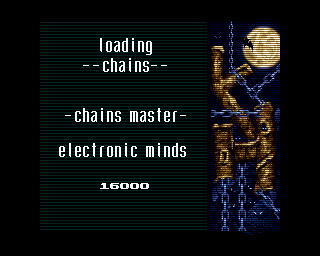 loading
--chains--
-chains master-
electronic minds
16000